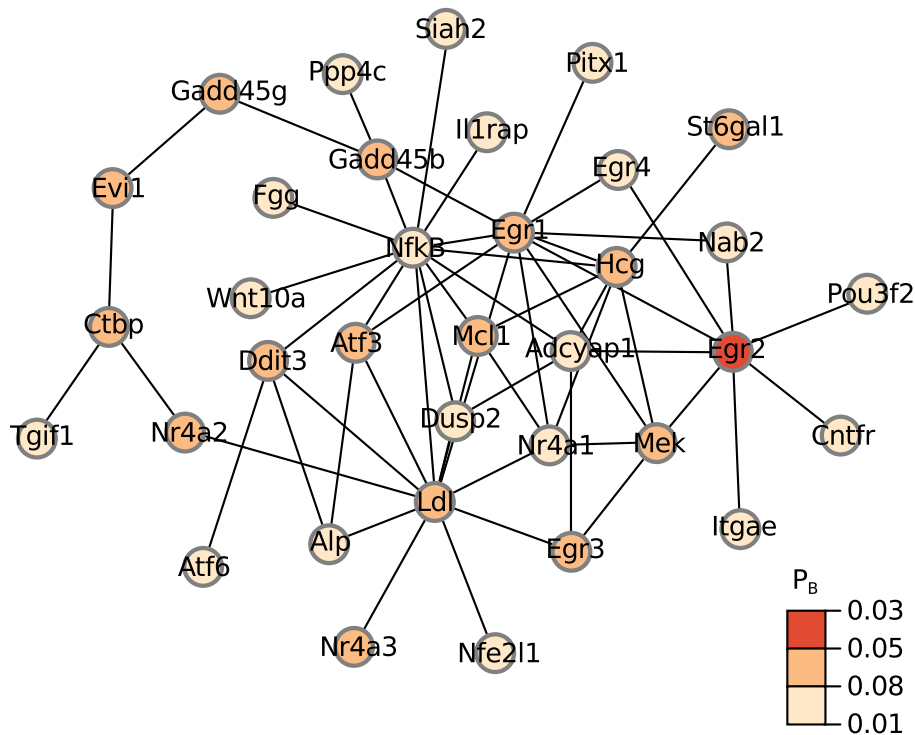 Siah2
Pitx1
Ppp4c
Gadd45g
St6gal1
Il1rap
Gadd45b
Egr4
Evi1
Fgg
Egr1
Nab2
NfkB
Hcg
Pou3f2
Wnt10a
Ctbp
Atf3
Mcl1
Adcyap1
Egr2
Ddit3
Dusp2
Tgif1
Nr4a2
Nr4a1
Mek
Cntfr
Ldl
Itgae
Alp
Egr3
Atf6
P_B
0.03
Nr4a3
Nfe2l1
0.05
0.08
0.01